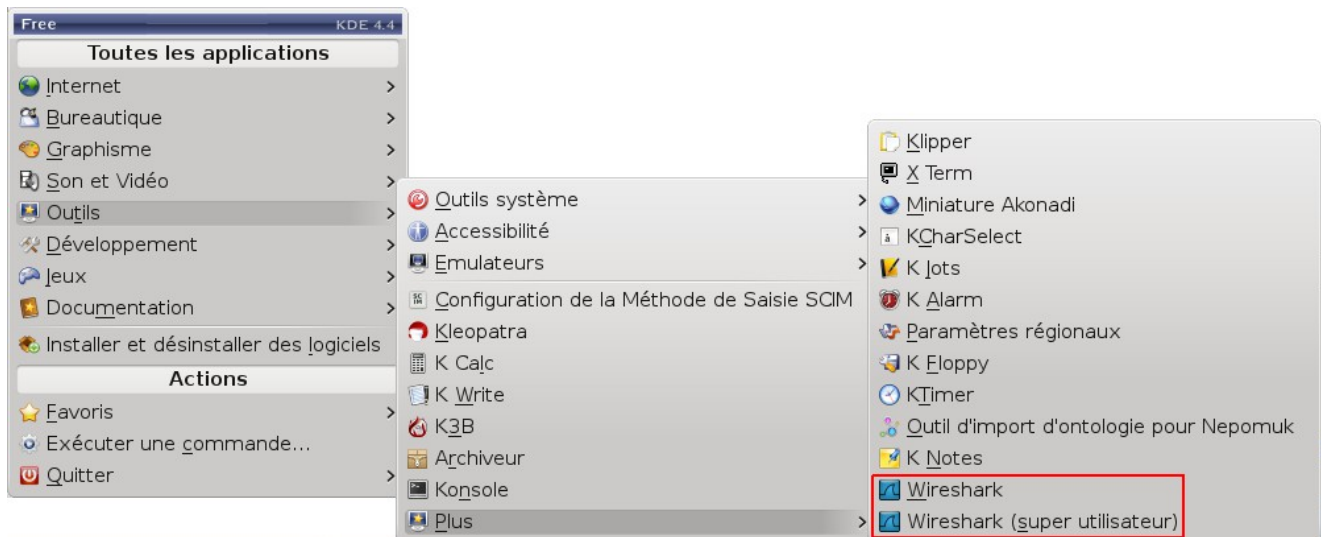 Free KDE 4.4
Toutes les applications
Internet
Bureautique
Graphisme
Son et Vidéo
Outils
Développement
Jeux
Documentation
Installer et désinstaller des logiciels
Actions
Favoris
Exécuter une commande...
Quitter
Outils système
Accessibilité
Emulateurs
Configuration de la Méthode de Saisie SCIM
Kleopatra
K Calc
K Write
K3B
Archiveur
Konsole
Plus
Klipper
X Term
Miniature Akonadi
KCharSelect
K Jots
K Alarm
Paramètres régionaux
K Floppy
KTimer
Outil d'import d'ontologie pour Nepomuk
K Notes
Wireshark
Wireshark (super utilisateur)